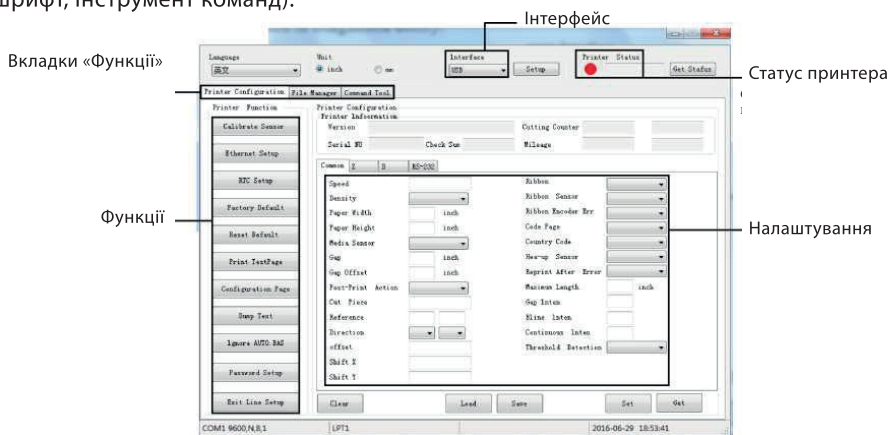 шрифт, інструмент команд).
Інтерфейс
Вкладки «Функції»
Статус принтера
Функції
Налаштування
Language
Unit
Interface
Printer Status
英文
inch
mm
USB
Setup
Get Status
Printer Configuration File Manager Command Tool
Printer Function
Printer Configuration
Printer Information
Version
Cutting Counter
Serial NO
Check Sum
Mileage
Calibrate Sensor
Ethernet Setup
RTC Setup
Factory Default
Reset Default
Print TestPage
Configuration Page
Dump Text
Ignore AUTO.BAS
Password Setup
Exit Line Setup
Common Z D RS-232
Speed
Density
Paper Width inch
Paper Height inch
Media Sensor
Gap inch
Gap Offset inch
Post-Print Action
Cut Piece
Reference
Direction
offset
Shift X
Shift Y
Ribbon
Ribbon Sensor
Ribbon Encoder Err
Code Page
Country Code
Head-up Sensor
Reprint After Error
Maximum Length inch
Gap Inten
Bline Inten
Continuous Inten
Threshold Detection
Clear
Load
Save
Set
Get
COM1 9600,N,8,1
LPT1
2016-06-29 18:53:41